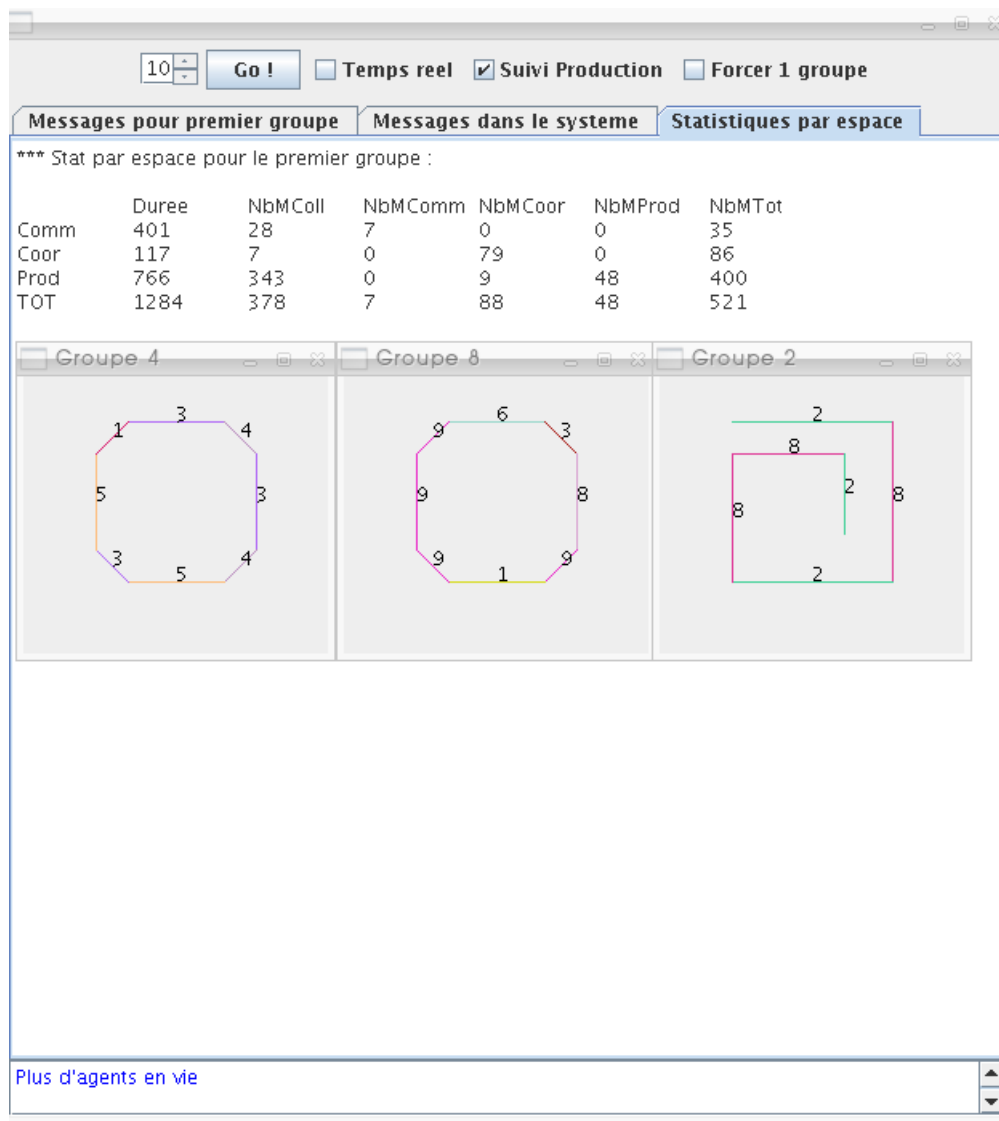 10 Go ! Temps reel Suivi Production Forcer 1 groupe
Messages pour premier groupe Messages dans le systeme Statistiques par espace
*** Stat par espace pour le premier groupe :
Duree NbMColl NbMComm NbMCoor NbMProd NbMTot
Comm 401 28 7 0 0 35
Coor 117 7 0 79 0 86
Prod 766 343 0 9 48 400
TOT 1284 378 7 88 48 521
Groupe 4 Groupe 8 Groupe 2
3 6 2
1 4 9 3 8
5 3 9 8 2 8
8
3 4 9 9
5 1 2
Plus d'agents en vie